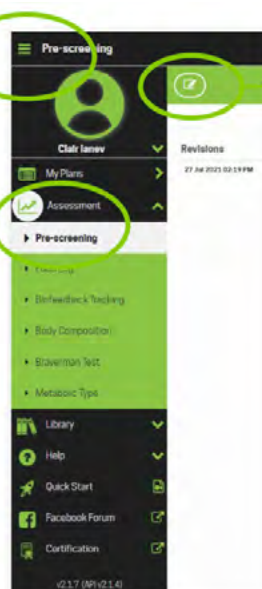 Pre-screening
Clair laney
Revisions
27 Jul 2021 02:19 PM
My Plans
Assessment
Pre-screening
Biofeedback Tracking
Body Composition
Braverman Test
Metabolic Type
Library
Help
Quick Start
Facebook Forum
Certification
v2.1.7 (API v2.1.4)